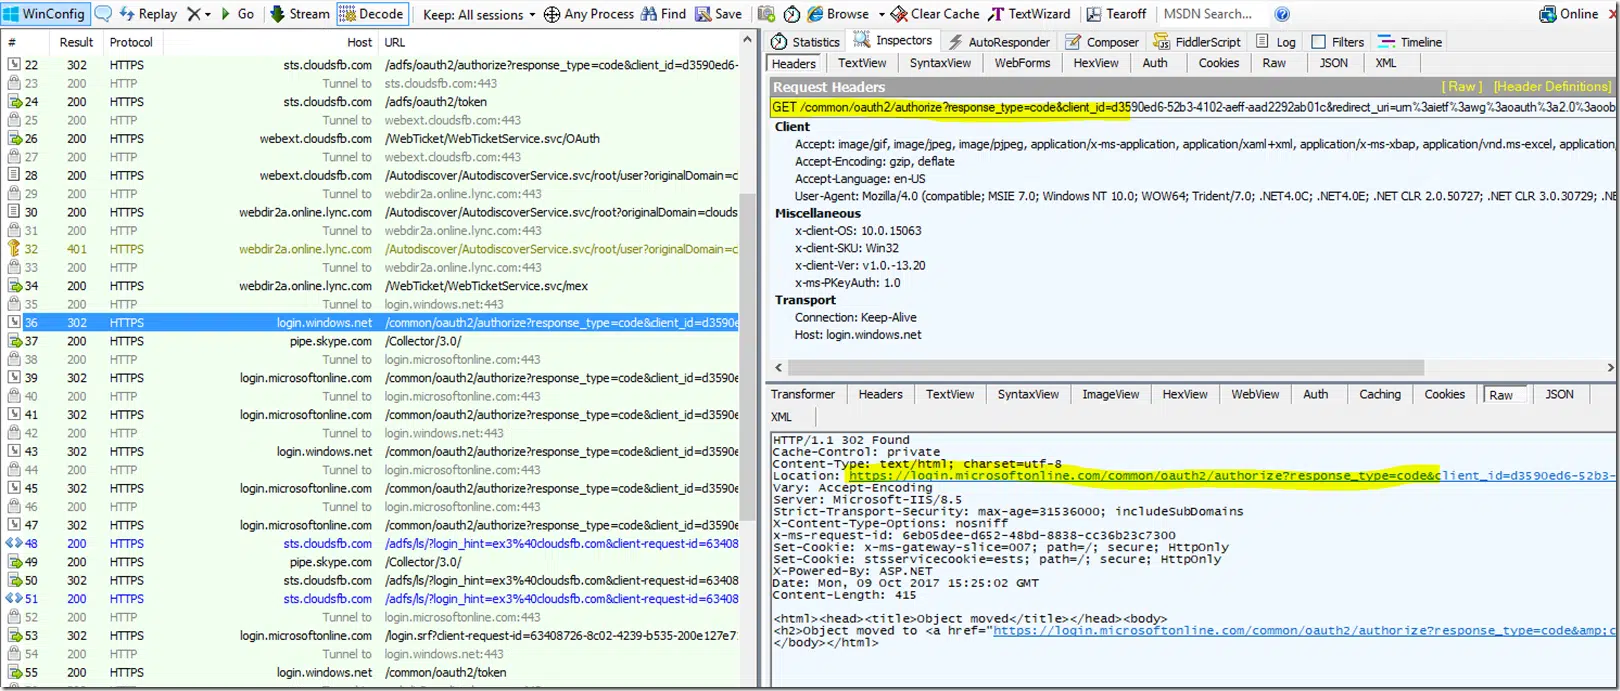 WinConfig Replay Go Stream Decode Keep: All sessions Any Process Find Save Browse Clear Cache TextWizard Tearoff MSDN Search... Online
# Result Protocol Host URL
22 302 HTTPS sts.cloudsfb.com /adfs/oauth2/authorize?response_type=code&client_id=d3590ed6-
23 200 HTTP Tunnel to sts.cloudsfb.com:443
24 200 HTTPS sts.cloudsfb.com /adfs/oauth2/token
25 200 HTTP Tunnel to webext.cloudsfb.com:443
26 200 HTTPS webext.cloudsfb.com /WebTicket/WebTicketService.svc/OAuth
27 200 HTTP Tunnel to webext.cloudsfb.com:443
28 200 HTTPS webext.cloudsfb.com /Autodiscover/AutodiscoverService.svc/root/user?originalDomain=c
29 200 HTTP Tunnel to webdir2a.online.lync.com:443
30 200 HTTPS webdir2a.online.lync.com /Autodiscover/AutodiscoverService.svc/root?originalDomain=clouds
31 200 HTTP Tunnel to webdir2a.online.lync.com:443
32 401 HTTPS webdir2a.online.lync.com /Autodiscover/AutodiscoverService.svc/root/user?originalDomain=c
33 200 HTTP Tunnel to webdir2a.online.lync.com:443
34 200 HTTPS webdir2a.online.lync.com /WebTicket/WebTicketService.svc/mex
35 200 HTTP Tunnel to login.windows.net:443
36 302 HTTPS login.windows.net /common/oauth2/authorize?response_type=code&client_id=d3590e
37 200 HTTPS pipe.skype.com /Collector/3.0/
38 200 HTTP Tunnel to login.microsoftonline.com:443
39 302 HTTPS login.microsoftonline.com /common/oauth2/authorize?response_type=code&client_id=d3590e
40 200 HTTP Tunnel to login.microsoftonline.com:443
41 302 HTTPS login.microsoftonline.com /common/oauth2/authorize?response_type=code&client_id=d3590e
42 200 HTTP Tunnel to login.windows.net:443
43 302 HTTPS login.windows.net /common/oauth2/authorize?response_type=code&client_id=d3590e
44 200 HTTP Tunnel to login.microsoftonline.com:443
45 302 HTTPS login.microsoftonline.com /common/oauth2/authorize?response_type=code&client_id=d3590e
46 200 HTTP Tunnel to login.microsoftonline.com:443
47 302 HTTPS login.microsoftonline.com /common/oauth2/authorize?response_type=code&client_id=d3590e
48 200 HTTPS sts.cloudsfb.com /adfs/ls/?login_hint=ex3%40cloudsfb.com&client-request-id=63408
49 200 HTTPS pipe.skype.com /Collector/3.0/
50 302 HTTPS sts.cloudsfb.com /adfs/ls/?login_hint=ex3%40cloudsfb.com&client-request-id=63408
51 200 HTTPS sts.cloudsfb.com /adfs/ls/?login_hint=ex3%40cloudsfb.com&client-request-id=63408
52 200 HTTP Tunnel to login.microsoftonline.com:443
53 302 HTTPS login.microsoftonline.com /login.srf?client-request-id=63408726-8c02-4239-b535-200e127e7
54 200 HTTP Tunnel to login.windows.net:443
55 200 HTTPS login.windows.net /common/oauth2/token
Statistics Inspectors AutoResponder Composer FiddlerScript Log Filters Timeline
Headers TextView SyntaxView WebForms HexView Auth Cookies Raw JSON XML
Request Headers [ Raw ] [Header Definitions]
GET /common/oauth2/authorize?response_type=code&client_id=d3590ed6-52b3-4102-aeff-aad2292ab01c&redirect_uri=urn%3aietf%3awg%3aoauth%3a2.0%3aoob
Client
Accept: image/gif, image/jpeg, image/pjpeg, application/x-ms-application, application/xaml+xml, application/x-ms-xbap, application/vnd.ms-excel, application,
Accept-Encoding: gzip, deflate
Accept-Language: en-US
User-Agent: Mozilla/4.0 (compatible; MSIE 7.0; Windows NT 10.0; WOW64; Trident/7.0; .NET4.0C; .NET4.0E; .NET CLR 2.0.50727; .NET CLR 3.0.30729; .NE
Miscellaneous
x-client-OS: 10.0.15063
x-client-SKU: Win32
x-client-Ver: v1.0.-13.20
x-ms-PKeyAuth: 1.0
Transport
Connection: Keep-Alive
Host: login.windows.net
Transformer Headers TextView SyntaxView ImageView HexView WebView Auth Caching Cookies Raw JSON
XML
HTTP/1.1 302 Found
Cache-Control: private
Content-Type: text/html; charset=utf-8
Location: https://login.microsoftonline.com/common/oauth2/authorize?response_type=code&client_id=d3590ed6-52b3-
Vary: Accept-Encoding
Server: Microsoft-IIS/8.5
Strict-Transport-Security: max-age=31536000; includeSubDomains
X-Content-Type-Options: nosniff
x-ms-request-id: 6eb05dee-d652-48bd-8838-cc36b23c7300
Set-Cookie: x-ms-gateway-slice=007; path=/; secure; HttpOnly
Set-Cookie: stsservicecookie=ests; path=/; secure; HttpOnly
X-Powered-By: ASP.NET
Date: Mon, 09 Oct 2017 15:25:02 GMT
Content-Length: 415
<html><head><title>Object moved</title></head><body>
<h2>Object moved to <a href="https://login.microsoftonline.com/common/oauth2/authorize?response_type=code&amp;c
</body></html>